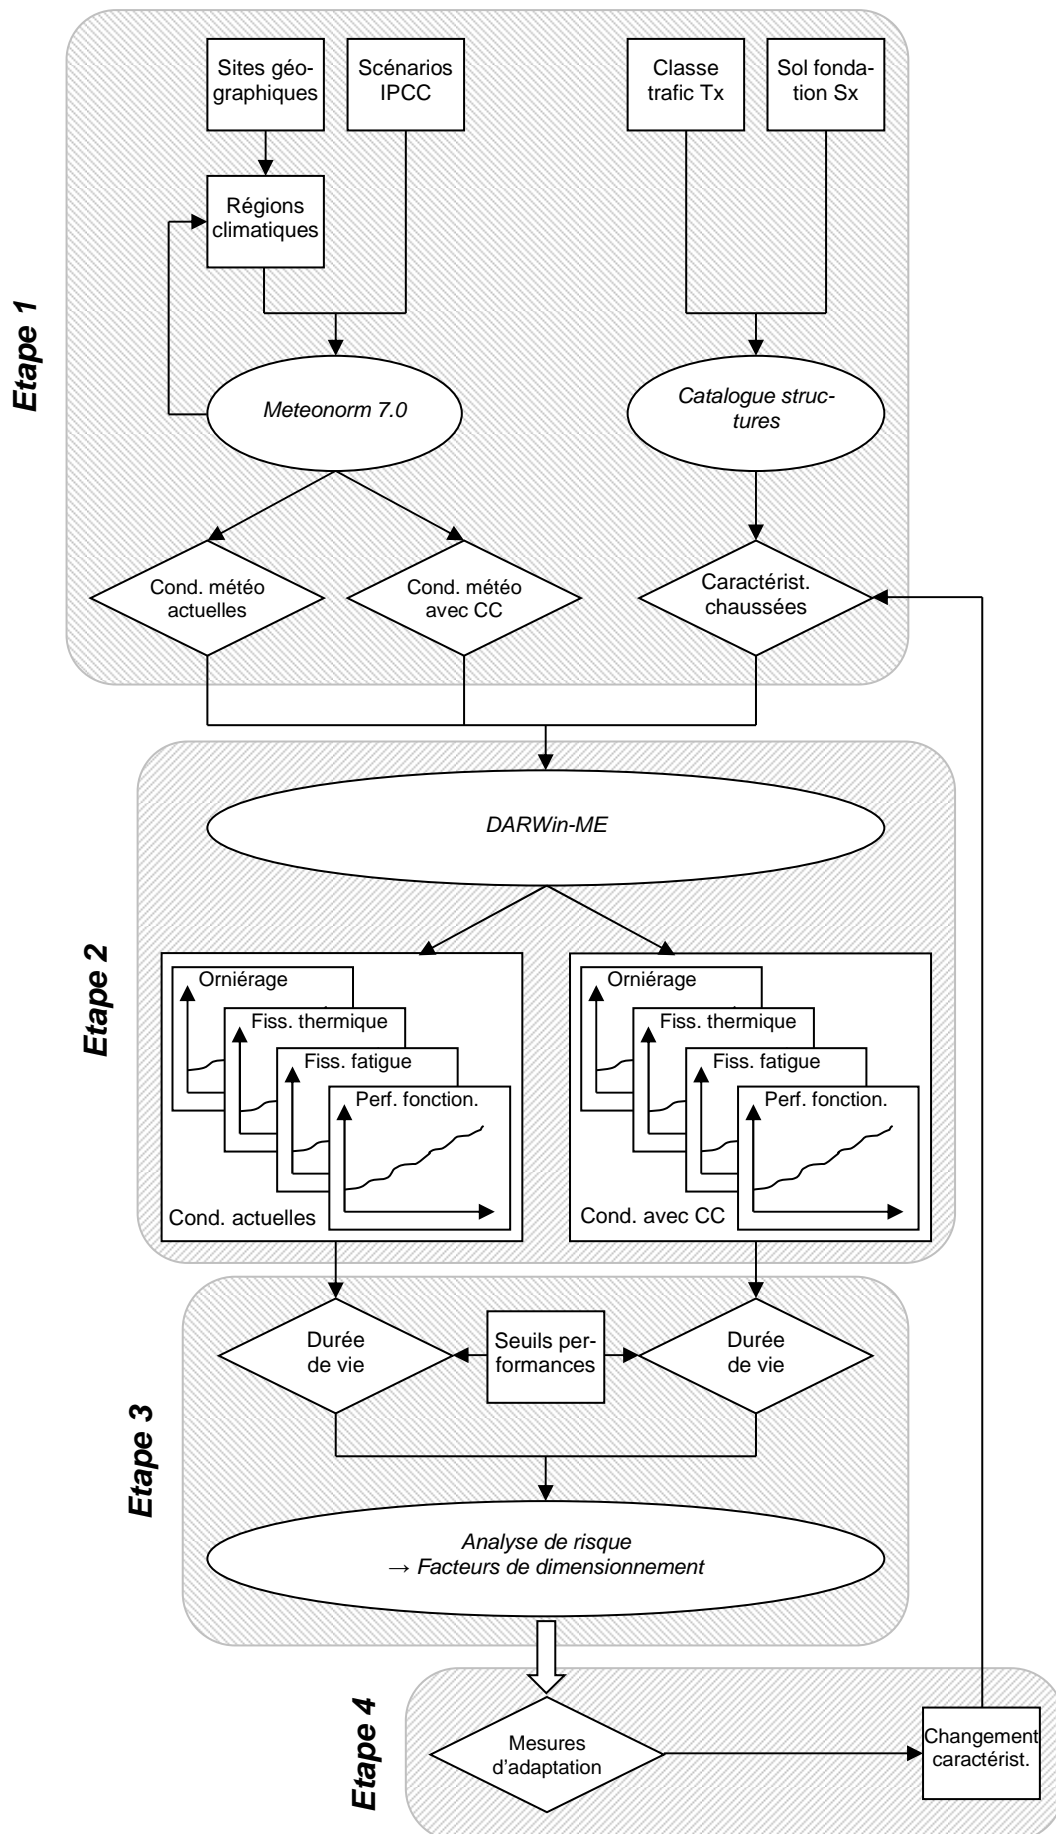 Etape 1
Sites géo-
graphiques
Scénarios
IPCC
Classe
trafic Tx
Sol fonda-
tion Sx
Régions
climatiques
Meteonorm 7.0
Catalogue struc-
tures
Cond. météo
actuelles
Cond. météo
avec CC
Caractérist.
chaussées
Etape 2
DARWin-ME
Orniérage
Fiss. thermique
Fiss. fatigue
Perf. fonction.
Cond. actuelles
Orniérage
Fiss. thermique
Fiss. fatigue
Perf. fonction.
Cond. avec CC
Etape 3
Durée
de vie
Seuils per-
formances
Durée
de vie
Analyse de risque
→ Facteurs de dimensionnement
Etape 4
Mesures
d'adaptation
Changement
caractérist.